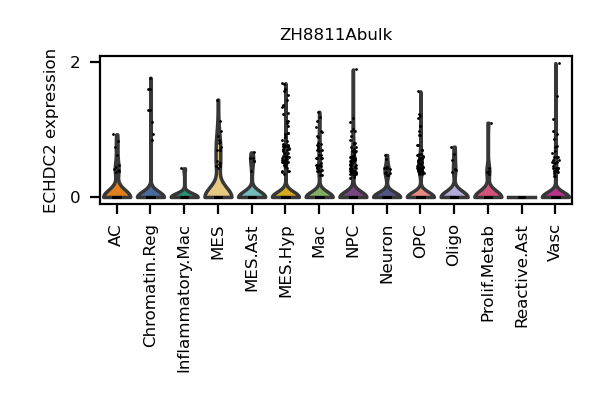 ZH8811Abulk
ECHDC2 expression
2
0
AC
Chromatin.Reg
Inflammatory.Mac
MES
MES.Ast
MES.Hyp
Mac
NPC
Neuron
OPC
Oligo
Prolif.Metab
Reactive.Ast
Vasc